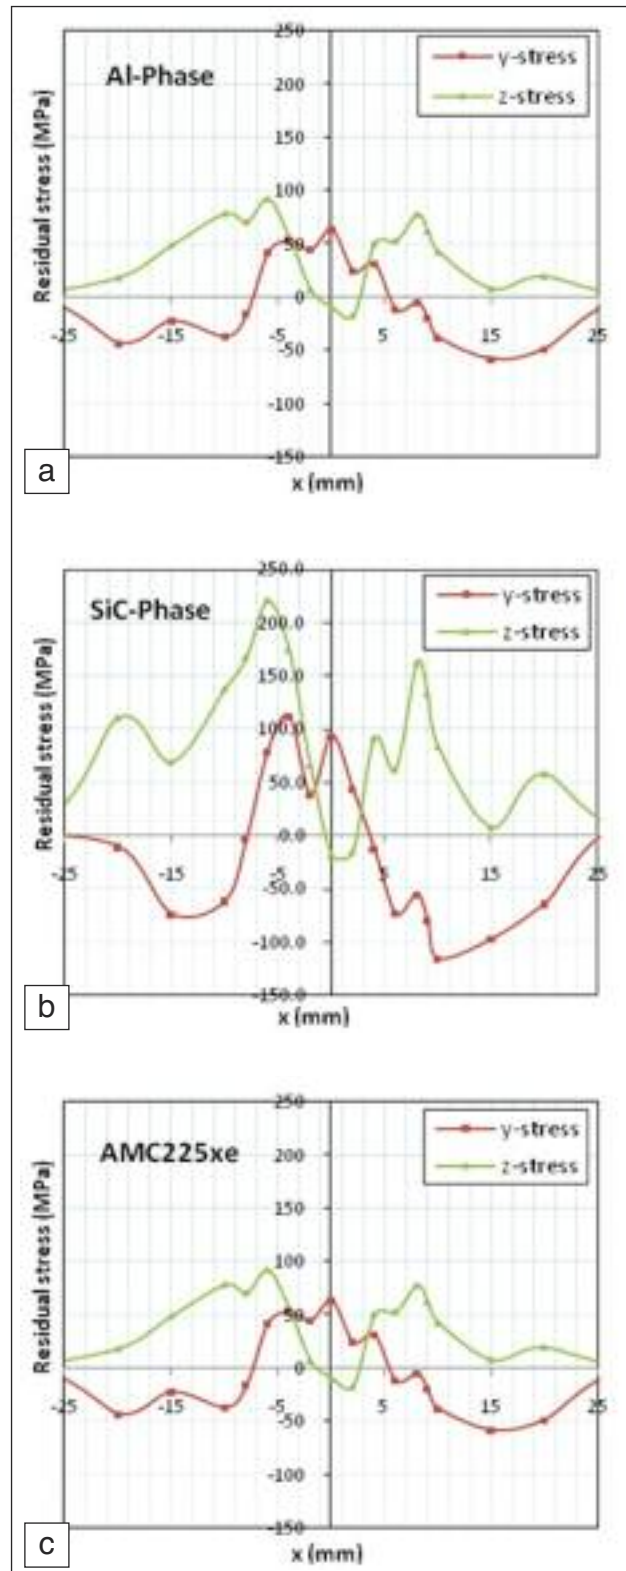 250
Al-Phase
y-stress
z-stress
200
150
100
50
0
-25
-15
-5
5
15
25
-50
-100
-150
Residual stress (MPa)
x (mm)
a
250.0
SiC-Phase
y-stress
z-stress
200.0
150.0
100.0
50.0
.0
-25
-15
-5
5
15
25
-50.0
-100.0
-150.0
Residual stress (MPa)
x (mm)
b
250
AMC225xe
y-stress
z-stress
200
150
100
50
0
-25
-15
-5
5
15
25
-50
-100
-150
Residual stress (MPa)
x (mm)
c